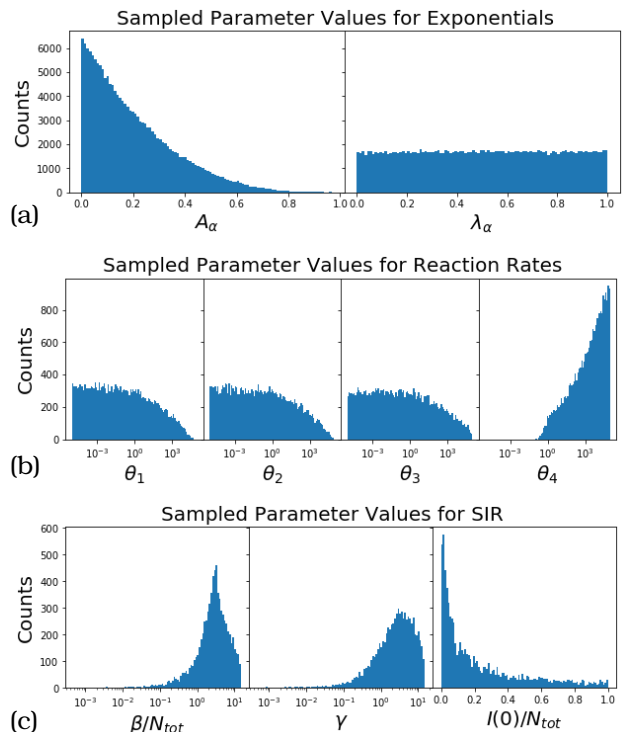 Sampled Parameter Values for Exponentials
6000
5000
4000
3000
2000
1000
0
Counts
0.0 0.2 0.4 0.6 0.8 1.0 0.0 0.2 0.4 0.6 0.8 1.0
(a) A_α λ_α
Sampled Parameter Values for Reaction Rates
800
600
400
200
0
Counts
10⁻³ 10⁰ 10³ 10⁻³ 10⁰ 10³ 10⁻³ 10⁰ 10³ 10⁻³ 10⁰ 10³
(b) θ₁ θ₂ θ₃ θ₄
Sampled Parameter Values for SIR
600
500
400
300
200
100
0
Counts
10⁻³ 10⁻² 10⁻¹ 10⁰ 10¹ 10⁻³ 10⁻² 10⁻¹ 10⁰ 10¹ 0.0 0.2 0.4 0.6 0.8 1.0
(c) β/N_tot γ I(0)/N_tot